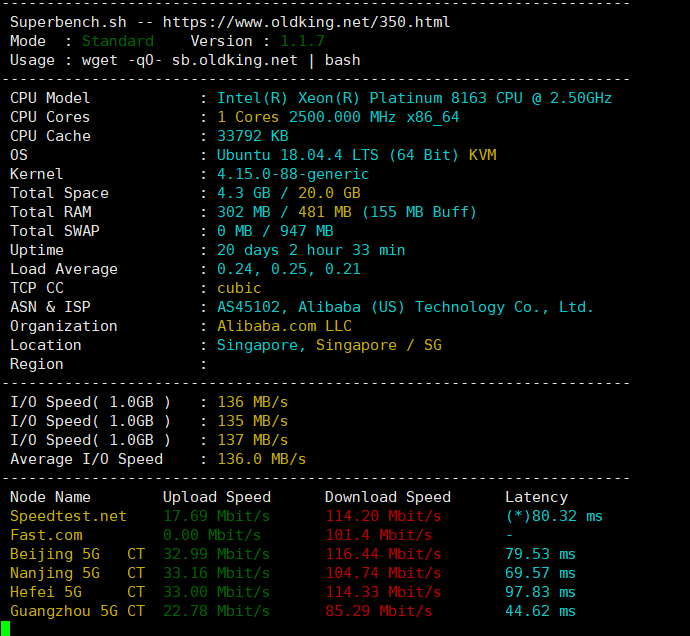 ----------------------------------------------------------------------
Superbench.sh -- https://www.oldking.net/350.html
Mode  : Standard    Version : 1.1.7
Usage : wget -qO- sb.oldking.net | bash
----------------------------------------------------------------------
CPU Model            : Intel(R) Xeon(R) Platinum 8163 CPU @ 2.50GHz
CPU Cores            : 1 Cores 2500.000 MHz x86_64
CPU Cache            : 33792 KB
OS                   : Ubuntu 18.04.4 LTS (64 Bit) KVM
Kernel               : 4.15.0-88-generic
Total Space          : 4.3 GB / 20.0 GB
Total RAM            : 302 MB / 481 MB (155 MB Buff)
Total SWAP           : 0 MB / 947 MB
Uptime               : 20 days 2 hour 33 min
Load Average         : 0.24, 0.25, 0.21
TCP CC               : cubic
ASN & ISP            : AS45102, Alibaba (US) Technology Co., Ltd.
Organization         : Alibaba.com LLC
Location             : Singapore, Singapore / SG
Region               :
----------------------------------------------------------------------
I/O Speed( 1.0GB )   : 136 MB/s
I/O Speed( 1.0GB )   : 135 MB/s
I/O Speed( 1.0GB )   : 137 MB/s
Average I/O Speed    : 136.0 MB/s
----------------------------------------------------------------------
Node Name        Upload Speed      Download Speed      Latency
Speedtest.net    17.69 Mbit/s      114.20 Mbit/s       (*)80.32 ms
Fast.com         0.00 Mbit/s       101.4 Mbit/s        -
Beijing 5G   CT  32.99 Mbit/s      116.44 Mbit/s       79.53 ms
Nanjing 5G   CT  33.16 Mbit/s      104.74 Mbit/s       69.57 ms
Hefei 5G     CT  33.00 Mbit/s      114.33 Mbit/s       97.83 ms
Guangzhou 5G CT  22.78 Mbit/s      85.29 Mbit/s        44.62 ms